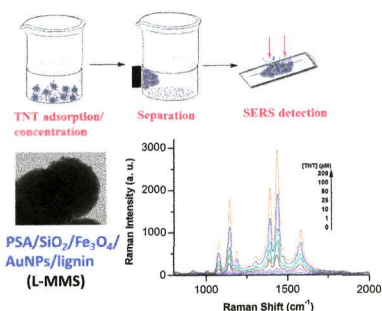 TNT adsorption/
concentration
Separation
SERS detection
PSA/SiO₂/Fe₃O₄/
AuNPs/lignin
(L-MMS)
Raman Intensity (a. u.)
3000
2000
1000
0
[TNT] (pM)
200
100
50
25
10
1
0
1000
1500
2000
Raman Shift (cm⁻¹)